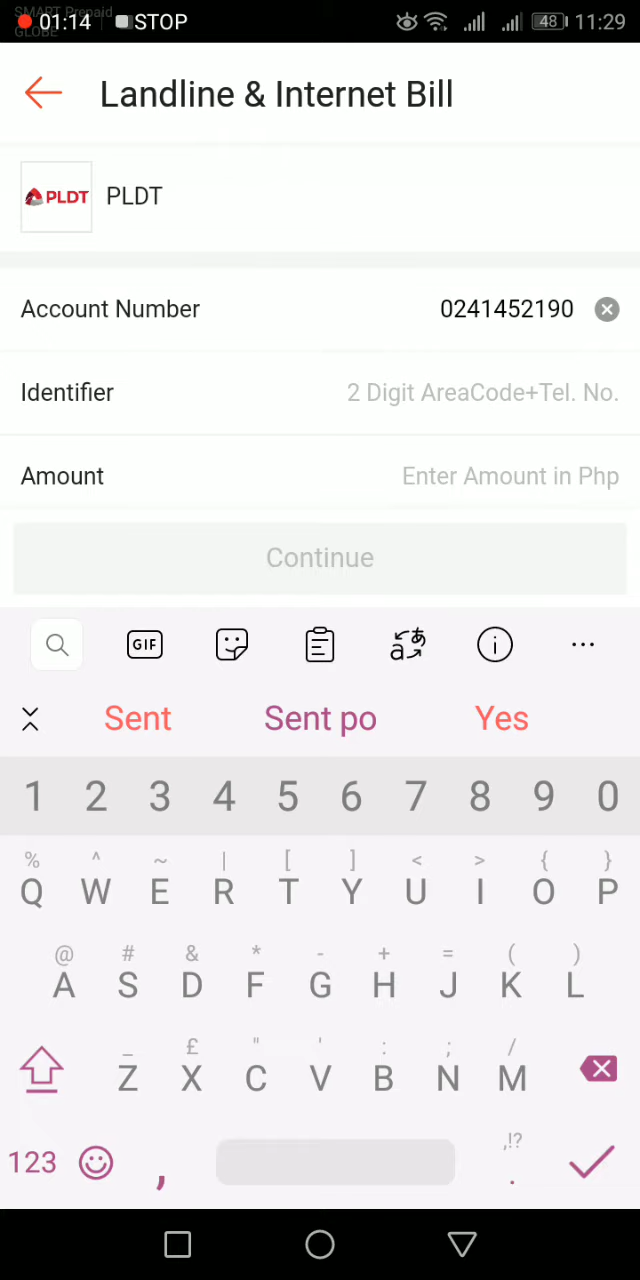 SMART Prepaid
GLOBE
01:14 STOP 48 11:29
Landline & Internet Bill
PLDT PLDT
Account Number 0241452190
Identifier 2 Digit AreaCode+Tel. No.
Amount Enter Amount in Php
Continue
GIF aあ i ...
Sent Sent po Yes
1 2 3 4 5 6 7 8 9 0
% ^ ~ | [ ] < > { }
Q W E R T Y U I O P
@ # & * - + = ( )
A S D F G H J K L
_ £ " ' : ; /
Z X C V B N M
,!?
123 , .